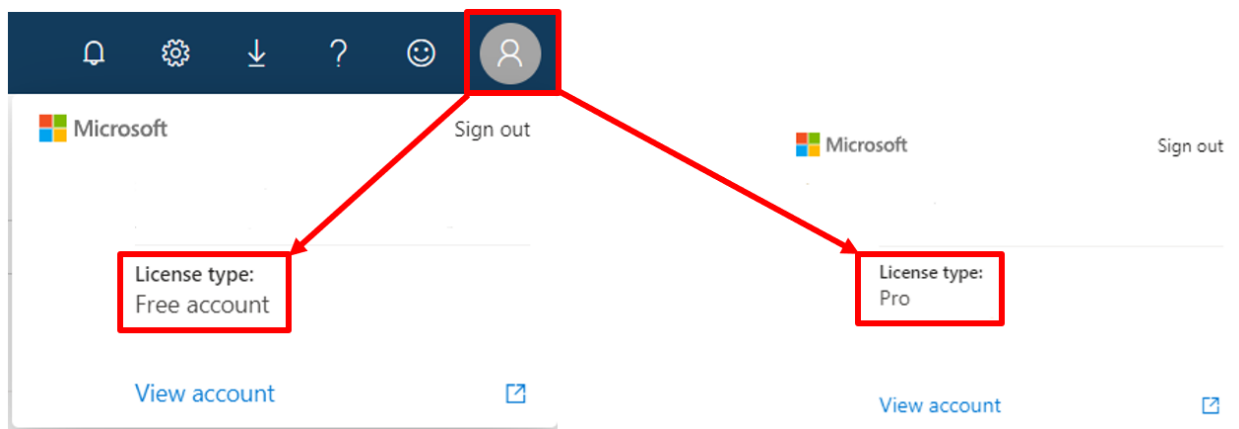 Microsoft
Sign out
License type:
Free account
View account
Microsoft
Sign out
License type:
Pro
View account